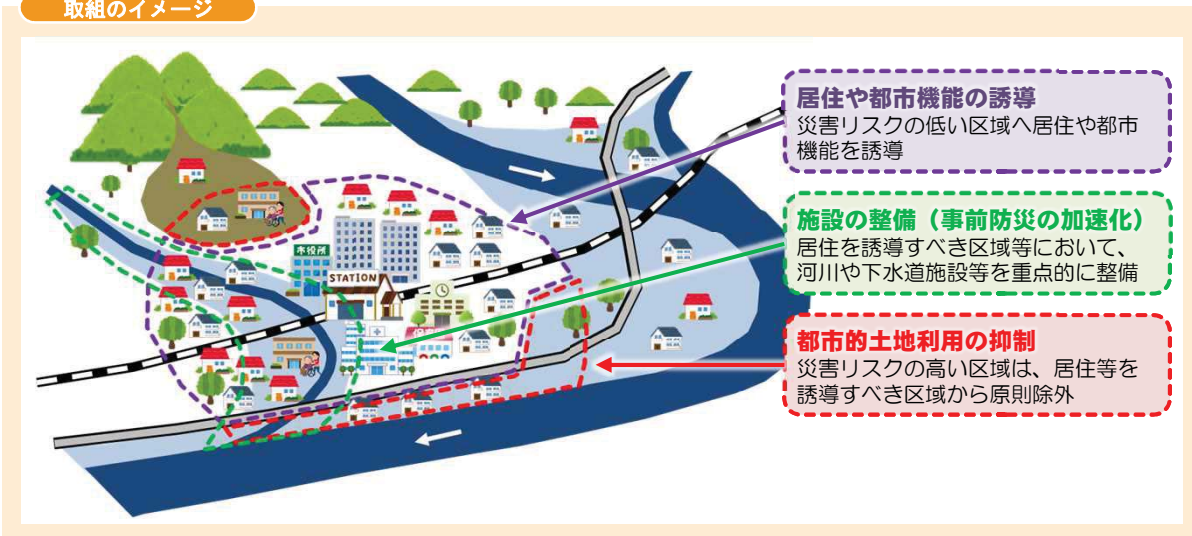 取組のイメージ
居住や都市機能の誘導
災害リスクの低い区域へ居住や都市
機能を誘導
施設の整備（事前防災の加速化）
居住を誘導すべき区域等において、
河川や下水道施設等を重点的に整備
都市的土地利用の抑制
災害リスクの高い区域は、居住等を
誘導すべき区域から原則除外
市役所
STATION